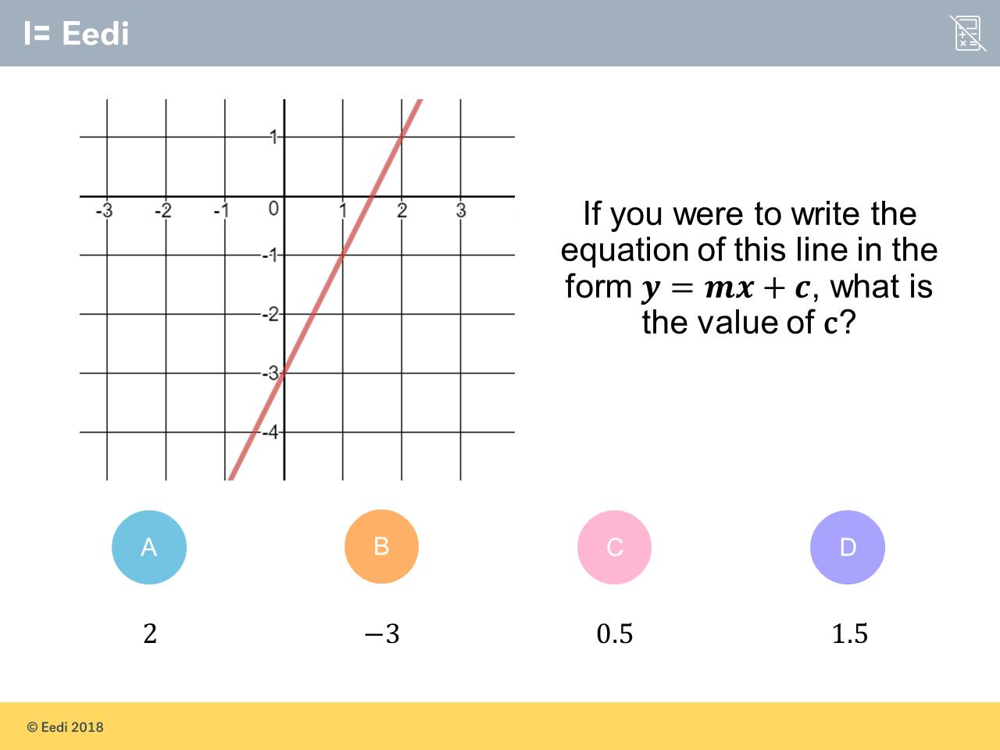 Eedi
1
-3 -2 -1 0 1 2 3
-1
-2
-3
-4
If you were to write the
equation of this line in the
form y = mx + c, what is
the value of c?
A B C D
2 −3 0.5 1.5
© Eedi 2018